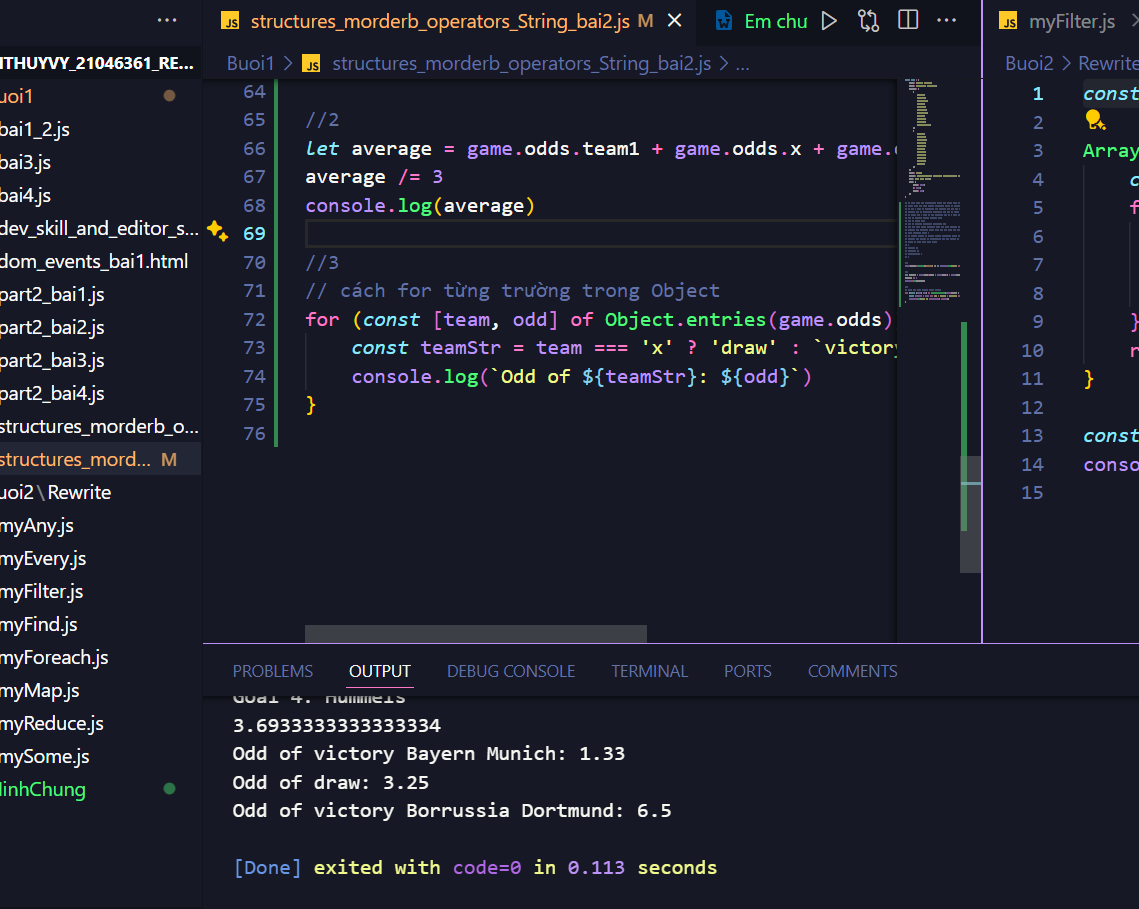 ITHUYVY_21046361_RE...
uoi1
bai1_2.js
bai3.js
bai4.js
dev_skill_and_editor_s...
dom_events_bai1.html
part2_bai1.js
part2_bai2.js
part2_bai3.js
part2_bai4.js
structures_morderb_o...
structures_mord... M
uoi2\Rewrite
myAny.js
myEvery.js
myFilter.js
myFind.js
myForeach.js
myMap.js
myReduce.js
mySome.js
linhChung
JS structures_morderb_operators_String_bai2.js M
W Em chu
Buoi1 > JS structures_morderb_operators_String_bai2.js > ...
64
65 //2
66 let average = game.odds.team1 + game.odds.x + game.
67 average /= 3
68 console.log(average)
69
70 //3
71 // cách for từng trường trong Object
72 for (const [team, odd] of Object.entries(game.odds)
73 const teamStr = team === 'x' ? 'draw' : `victory
74 console.log(`Odd of ${teamStr}: ${odd}`)
75 }
76
JS myFilter.js
Buoi2 > Rewrite
1 const
2
3 Array
4 c
5 f
6
7
8
9 }
10 r
11 }
12
13 const
14 conso
15
PROBLEMS OUTPUT DEBUG CONSOLE TERMINAL PORTS COMMENTS
Goal 4: Hummels
3.6933333333333334
Odd of victory Bayern Munich: 1.33
Odd of draw: 3.25
Odd of victory Borrussia Dortmund: 6.5
[Done] exited with code=0 in 0.113 seconds